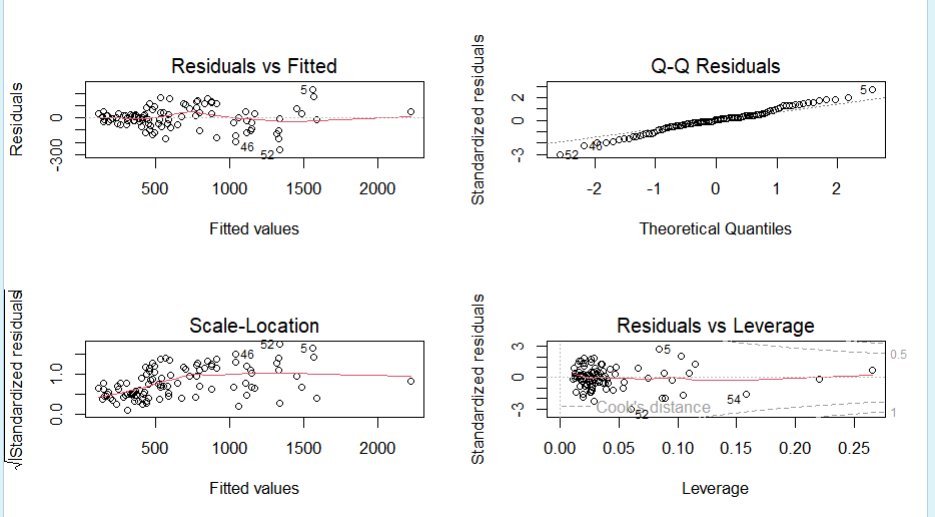 Residuals vs Fitted
Residuals
0
-300
5
46
52
500 1000 1500 2000
Fitted values
Q-Q Residuals
Standardized residuals
2
0
-3
5
46
52
-2 -1 0 1 2
Theoretical Quantiles
Scale-Location
√|Standardized residuals|
1.0
0.0
52
46
5
500 1000 1500 2000
Fitted values
Residuals vs Leverage
Standardized residuals
3
0
-3
5
54
52
Cook's distance
0.5
1
0.00 0.05 0.10 0.15 0.20 0.25
Leverage